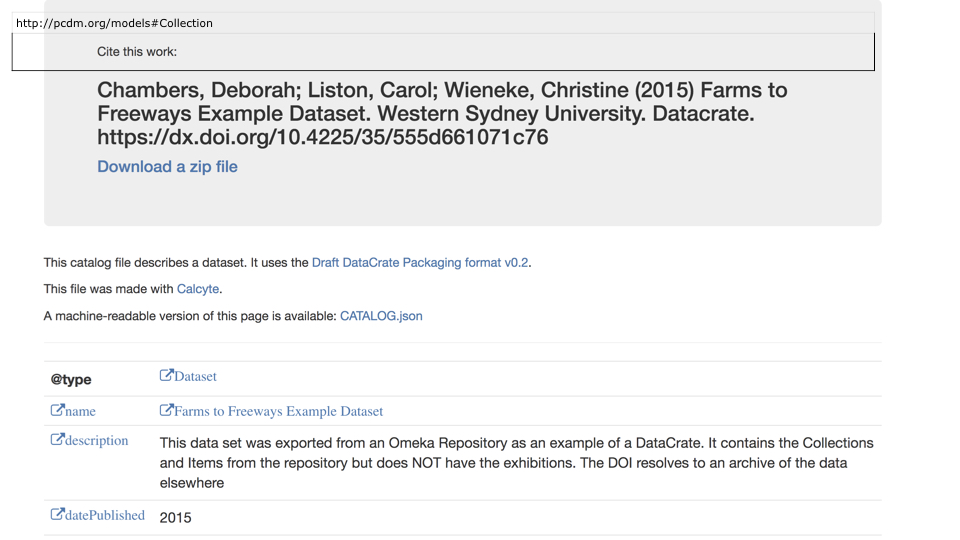 http://pcdm.org/models#Collection
Cite this work:
Chambers, Deborah; Liston, Carol; Wieneke, Christine (2015) Farms to
Freeways Example Dataset. Western Sydney University. Datacrate.
https://dx.doi.org/10.4225/35/555d661071c76
Download a zip file
This catalog file describes a dataset. It uses the Draft DataCrate Packaging format v0.2.
This file was made with Calcyte.
A machine-readable version of this page is available: CATALOG.json
@type Dataset
name Farms to Freeways Example Dataset
description This data set was exported from an Omeka Repository as an example of a DataCrate. It contains the Collections
and Items from the repository but does NOT have the exhibitions. The DOI resolves to an archive of the data
elsewhere
datePublished 2015